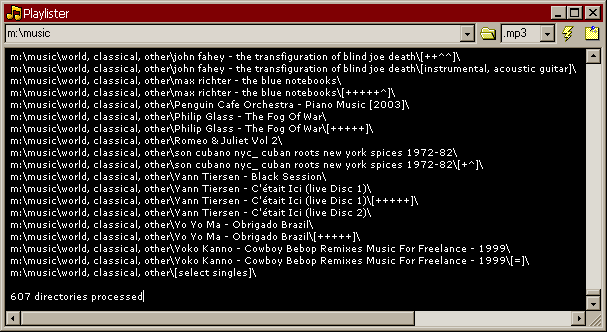 Playlister
m:\music
.mp3
m:\music\world, classical, other\john fahey - the transfiguration of blind joe death\[++^^]\
m:\music\world, classical, other\john fahey - the transfiguration of blind joe death\[instrumental, acoustic guitar]\
m:\music\world, classical, other\max richter - the blue notebooks\
m:\music\world, classical, other\max richter - the blue notebooks\[+++++^]\
m:\music\world, classical, other\Penguin Cafe Orchestra - Piano Music [2003]\
m:\music\world, classical, other\Philip Glass - The Fog Of War\
m:\music\world, classical, other\Philip Glass - The Fog Of War\[+++++]\
m:\music\world, classical, other\Romeo & Juliet Vol 2\
m:\music\world, classical, other\son cubano nyc_ cuban roots new york spices 1972-82\
m:\music\world, classical, other\son cubano nyc_ cuban roots new york spices 1972-82\[+^]\
m:\music\world, classical, other\Yann Tiersen - Black Session\
m:\music\world, classical, other\Yann Tiersen - C'était Ici (live Disc 1)\
m:\music\world, classical, other\Yann Tiersen - C'était Ici (live Disc 1)\[+++++]\
m:\music\world, classical, other\Yann Tiersen - C'était Ici (live Disc 2)\
m:\music\world, classical, other\Yo Yo Ma - Obrigado Brazil\
m:\music\world, classical, other\Yo Yo Ma - Obrigado Brazil\[+++++]\
m:\music\world, classical, other\Yoko Kanno - Cowboy Bebop Remixes Music For Freelance - 1999\
m:\music\world, classical, other\Yoko Kanno - Cowboy Bebop Remixes Music For Freelance - 1999\[=]\
m:\music\world, classical, other\[select singles]\
607 directories processed